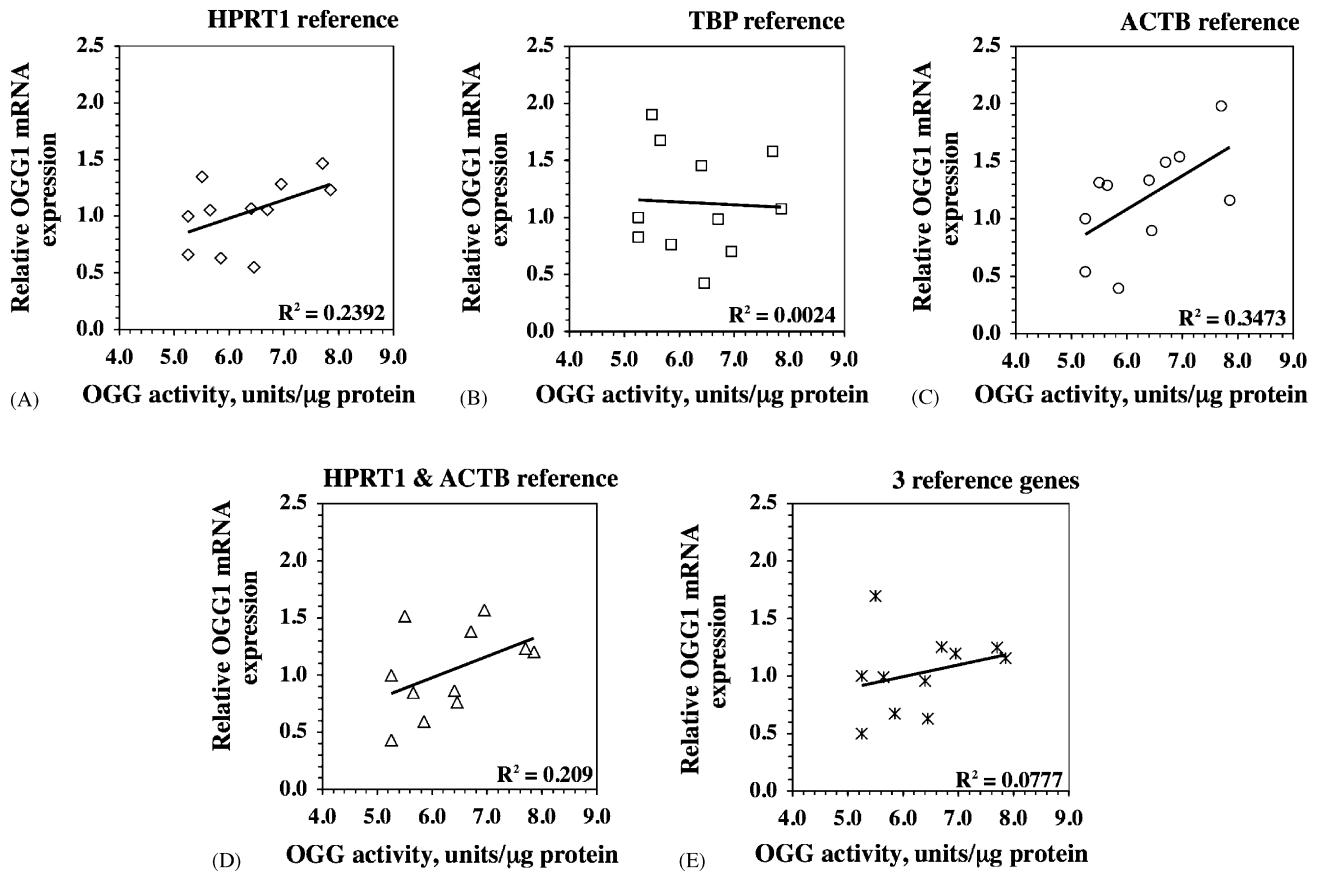 HPRT1 reference
Relative OGG1 mRNA
expression
2.5
2.0
1.5
1.0
0.5
0.0
R² = 0.2392
4.0 5.0 6.0 7.0 8.0 9.0
(A) OGG activity, units/µg protein
TBP reference
Relative OGG1 mRNA
expression
2.5
2.0
1.5
1.0
0.5
0.0
R² = 0.0024
4.0 5.0 6.0 7.0 8.0 9.0
(B) OGG activity, units/µg protein
ACTB reference
Relative OGG1 mRNA
expression
2.5
2.0
1.5
1.0
0.5
0.0
R² = 0.3473
4.0 5.0 6.0 7.0 8.0 9.0
(C) OGG activity, units/µg protein
HPRT1 & ACTB reference
Relative OGG1 mRNA
expression
2.5
2.0
1.5
1.0
0.5
0.0
R² = 0.209
4.0 5.0 6.0 7.0 8.0 9.0
(D) OGG activity, units/µg protein
3 reference genes
Relative OGG1 mRNA
expression
2.5
2.0
1.5
1.0
0.5
0.0
R² = 0.0777
4.0 5.0 6.0 7.0 8.0 9.0
(E) OGG activity, units/µg protein